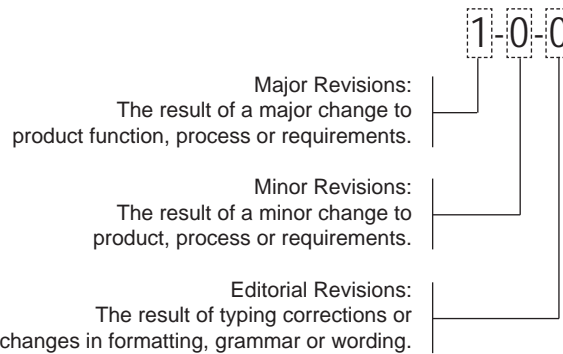 1-0-0
Major Revisions:
The result of a major change to
product function, process or requirements.
Minor Revisions:
The result of a minor change to
product, process or requirements.
Editorial Revisions:
The result of typing corrections or
changes in formatting, grammar or wording.